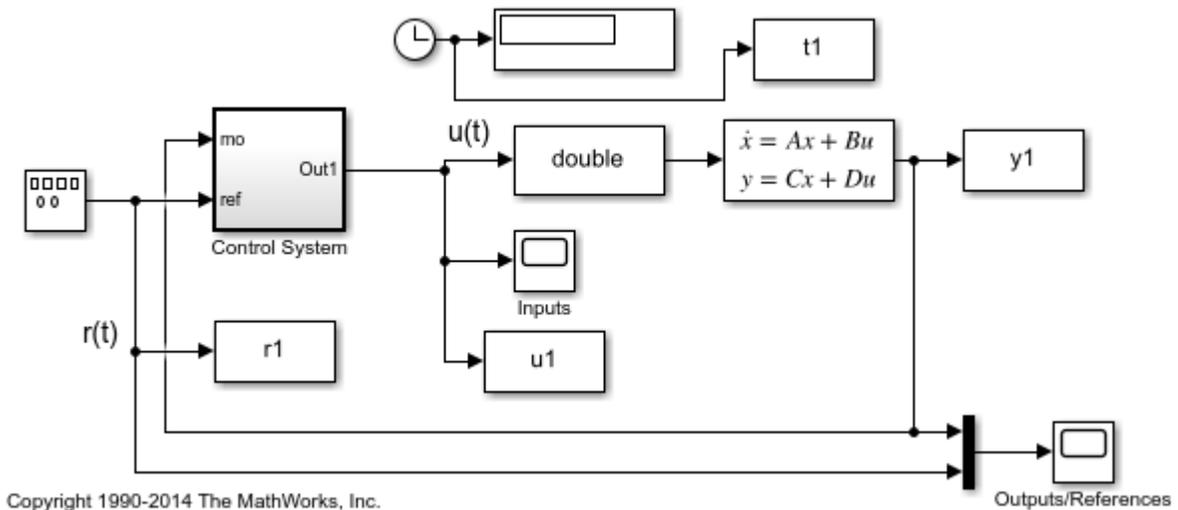 t1
mo
ref
Out1
Control System
u(t)
double
ẋ = Ax + Bu
y = Cx + Du
y1
Inputs
r(t)
r1
u1
Outputs/References
Copyright 1990-2014 The MathWorks, Inc.